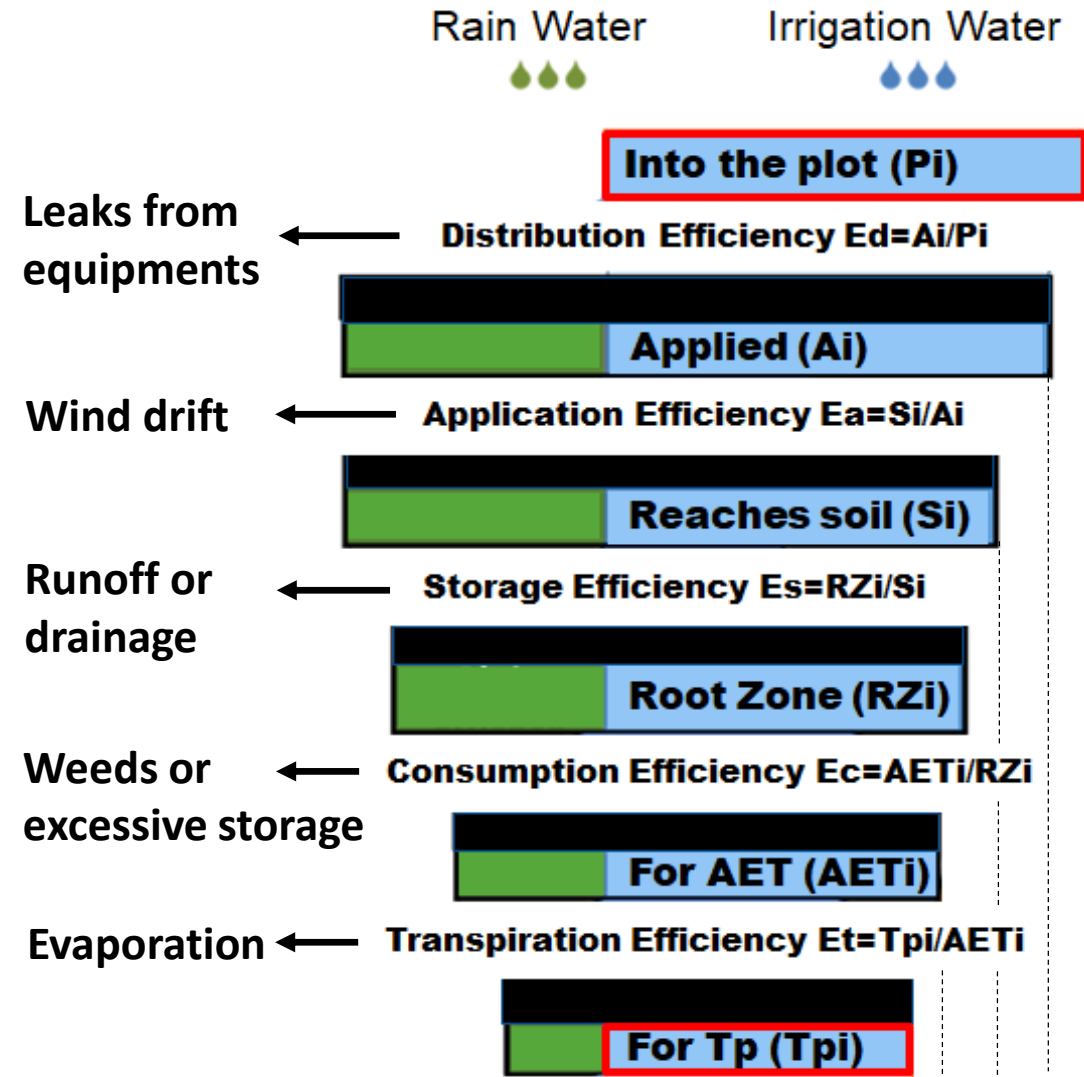 Rain Water
Irrigation Water
Into the plot (Pi)
Leaks from
equipments
Distribution Efficiency Ed=Ai/Pi
Applied (Ai)
Wind drift
Application Efficiency Ea=Si/Ai
Reaches soil (Si)
Runoff or
drainage
Storage Efficiency Es=RZi/Si
Root Zone (RZi)
Weeds or
excessive storage
Consumption Efficiency Ec=AETi/RZi
For AET (AETi)
Evaporation
Transpiration Efficiency Et=Tpi/AETi
For Tp (Tpi)